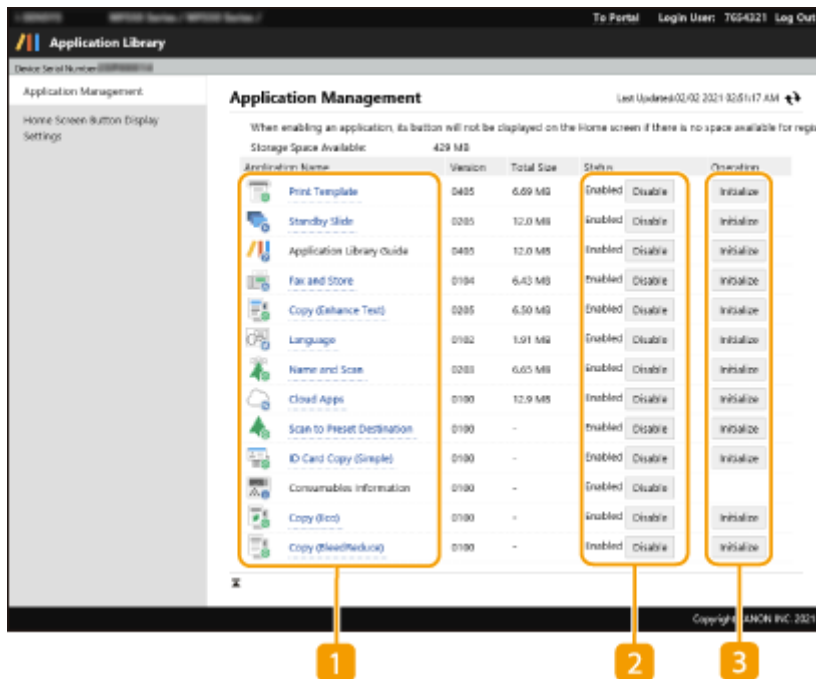 To Portal Login User: 7654321 Log Out
Application Library
Device Serial Number
Application Management
Home Screen Button Display
Settings
Application Management
Last Updated:02/02 2021 02:51:17 AM
When enabling an application, its button will not be displayed on the Home screen if there is no space available for regis
Storage Space Available: 429 MB
Application Name Version Total Size Status Operation
Print Template 0405 6.69 MB Enabled Disable Initialize
Standby Slide 0205 12.0 MB Enabled Disable Initialize
Application Library Guide 0405 12.0 MB Enabled Disable Initialize
Fax and Store 0104 6.43 MB Enabled Disable Initialize
Copy (Enhance Text) 0205 6.50 MB Enabled Disable Initialize
Language 0102 1.91 MB Enabled Disable Initialize
Name and Scan 0203 6.65 MB Enabled Disable Initialize
Cloud Apps 0100 12.9 MB Enabled Disable Initialize
Scan to Preset Destination 0100 - Enabled Disable Initialize
ID Card Copy (Simple) 0100 - Enabled Disable Initialize
Consumables Information 0100 - Enabled Disable
Copy (Eco) 0100 - Enabled Disable Initialize
Copy (BleedReduce) 0100 - Enabled Disable Initialize
Copyright CANON INC. 2021
1 2 3